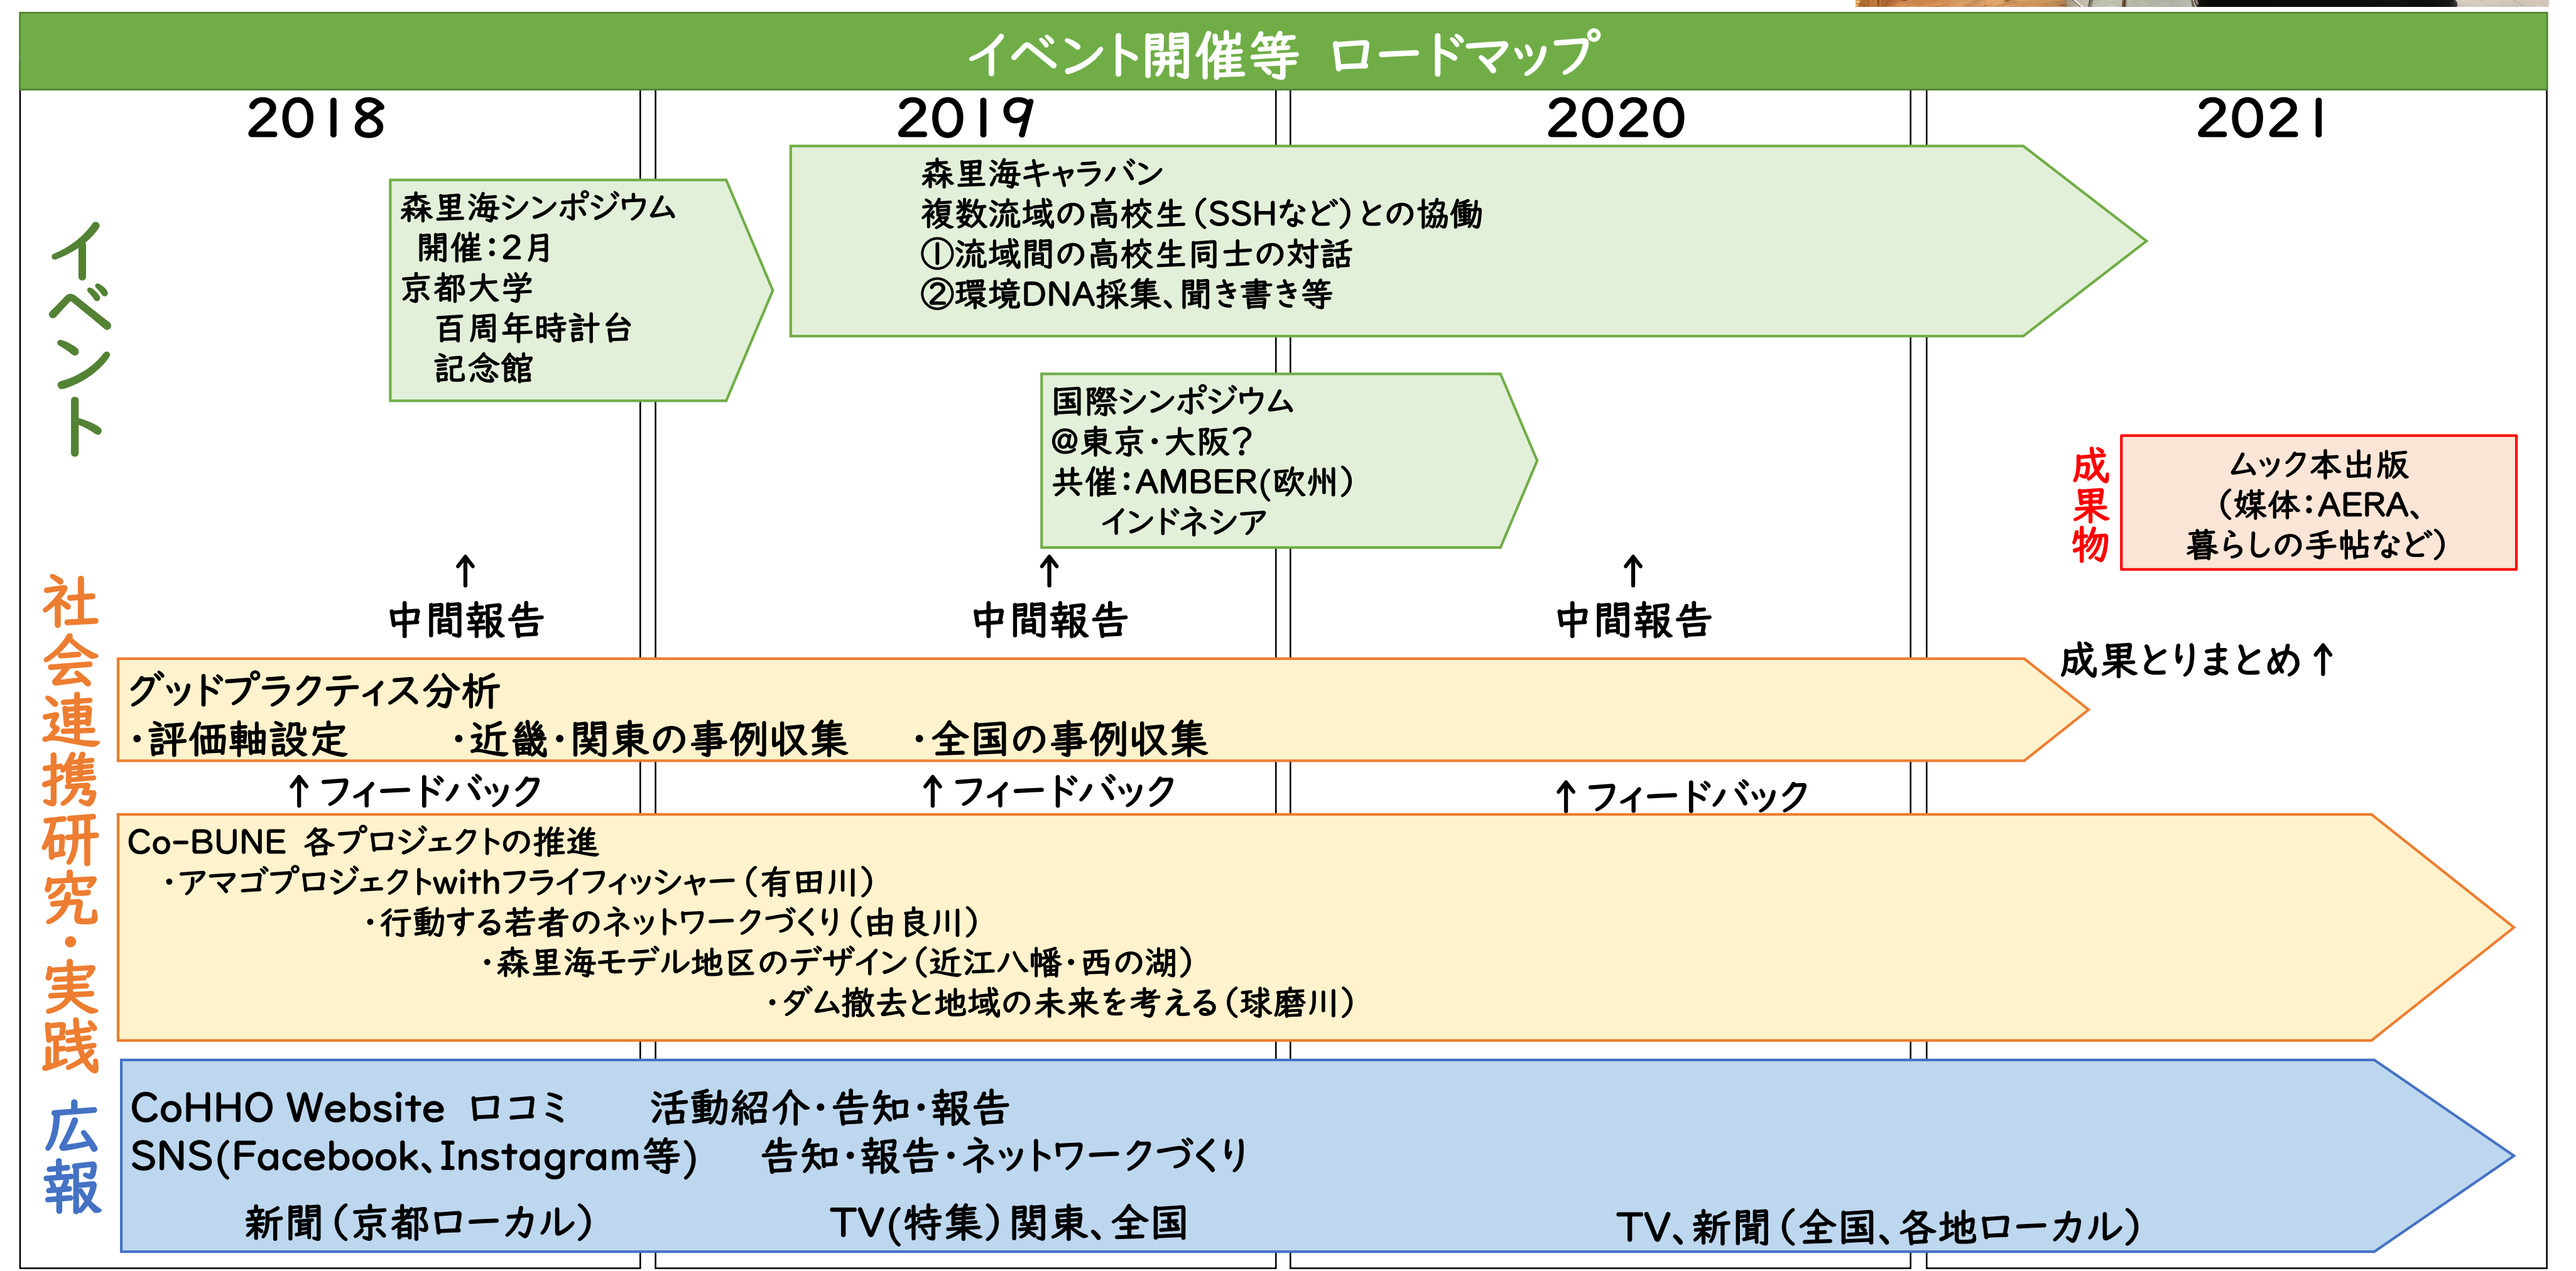 イベント開催等 ロードマップ
2018
2019
2020
2021
イベント
森里海シンポジウム
開催：2月
京都大学
百周年時計台
記念館
森里海キャラバン
複数流域の高校生（SSHなど）との協働
①流域間の高校生同士の対話
②環境DNA採集、聞き書き等
国際シンポジウム
@東京・大阪？
共催：AMBER(欧州）
インドネシア
成果物
ムック本出版
（媒体：AERA、
暮らしの手帖など）
↑
中間報告
↑
中間報告
↑
中間報告
成果とりまとめ↑
社会連携研究・実践
グッドプラクティス分析
・評価軸設定 ・近畿・関東の事例収集 ・全国の事例収集
↑フィードバック
↑フィードバック
↑フィードバック
Co-BUNE 各プロジェクトの推進
・アマゴプロジェクトwithフライフィッシャー（有田川）
・行動する若者のネットワークづくり（由良川）
・森里海モデル地区のデザイン（近江八幡・西の湖）
・ダム撤去と地域の未来を考える（球磨川）
広報
CoHHO Website 口コミ 活動紹介・告知・報告
SNS(Facebook、Instagram等) 告知・報告・ネットワークづくり
新聞（京都ローカル） TV(特集）関東、全国 TV、新聞（全国、各地ローカル）